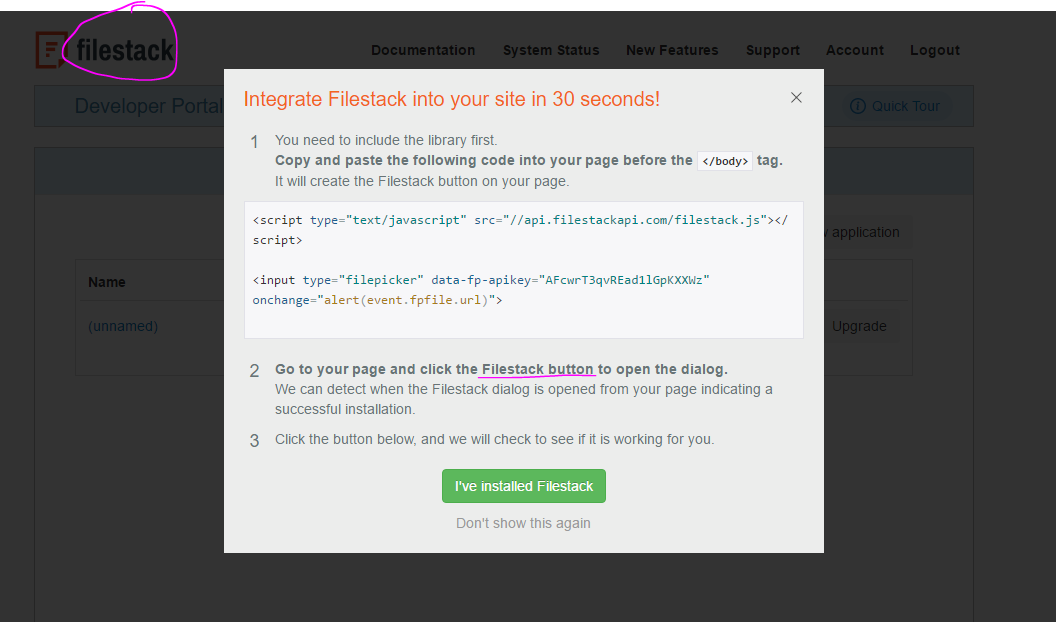 filestack
Documentation System Status New Features Support Account Logout
Developer Portal
Quick Tour
Integrate Filestack into your site in 30 seconds!
1 You need to include the library first.
Copy and paste the following code into your page before the </body> tag.
It will create the Filestack button on your page.
<script type="text/javascript" src="//api.filestackapi.com/filestack.js"></
script>
<input type="filepicker" data-fp-apikey="AFcwrT3qvREad1lGpKXXWz"
onchange="alert(event.fpfile.url)">
application
Name
(unnamed)
Upgrade
2 Go to your page and click the Filestack button to open the dialog.
We can detect when the Filestack dialog is opened from your page indicating a
successful installation.
3 Click the button below, and we will check to see if it is working for you.
I've installed Filestack
Don't show this again